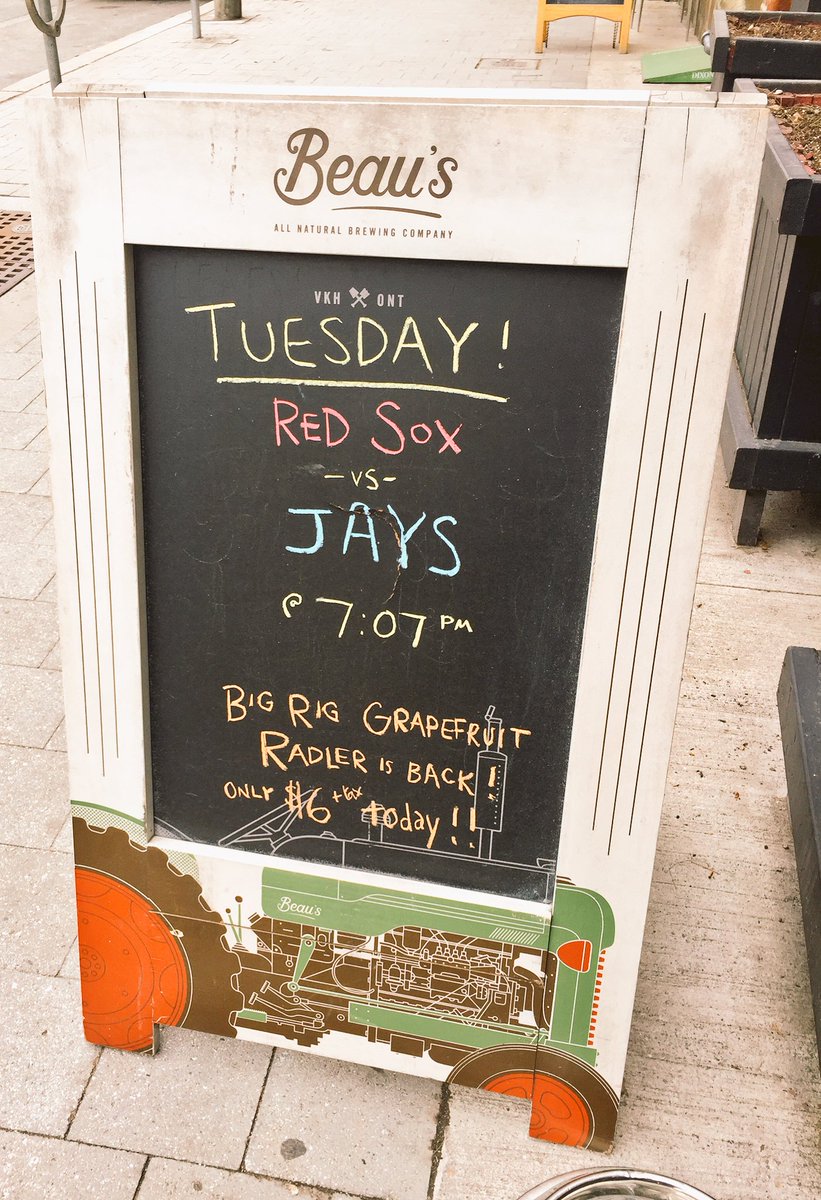 DIXON
Beau's
ALL NATURAL BREWING COMPANY
VKH ONT
TUESDAY!
RED SOX
-VS-
JAYS
@ 7:07 PM
BIG RIG GRAPEFRUIT
RADLER IS BACK!
ONLY $6 +tax today!!
Beau's